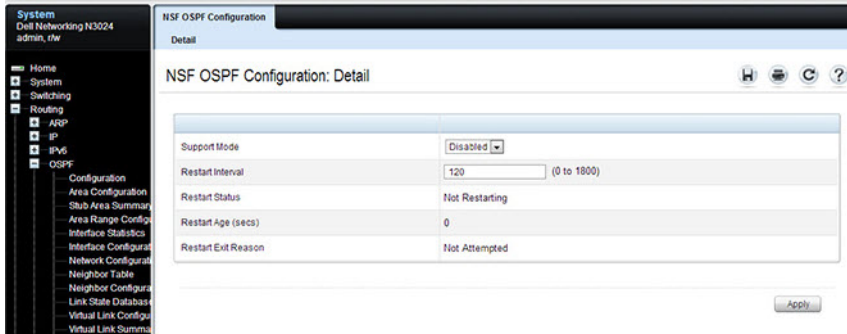 System
Dell Networking N3024
admin, r/w
Home
System
Switching
Routing
ARP
IP
IPv6
OSPF
Configuration
Area Configuration
Stub Area Summary
Area Range Configu
Interface Statistics
Interface Configurat
Network Configurati
Neighbor Table
Neighbor Configura
Link State Database
Virtual Link Configu
Virtual Link Summa
NSF OSPF Configuration
Detail
NSF OSPF Configuration: Detail
H
C
?
Support Mode
Disabled
Restart Interval
120
(0 to 1800)
Restart Status
Not Restarting
Restart Age (secs)
0
Restart Exit Reason
Not Attempted
Apply